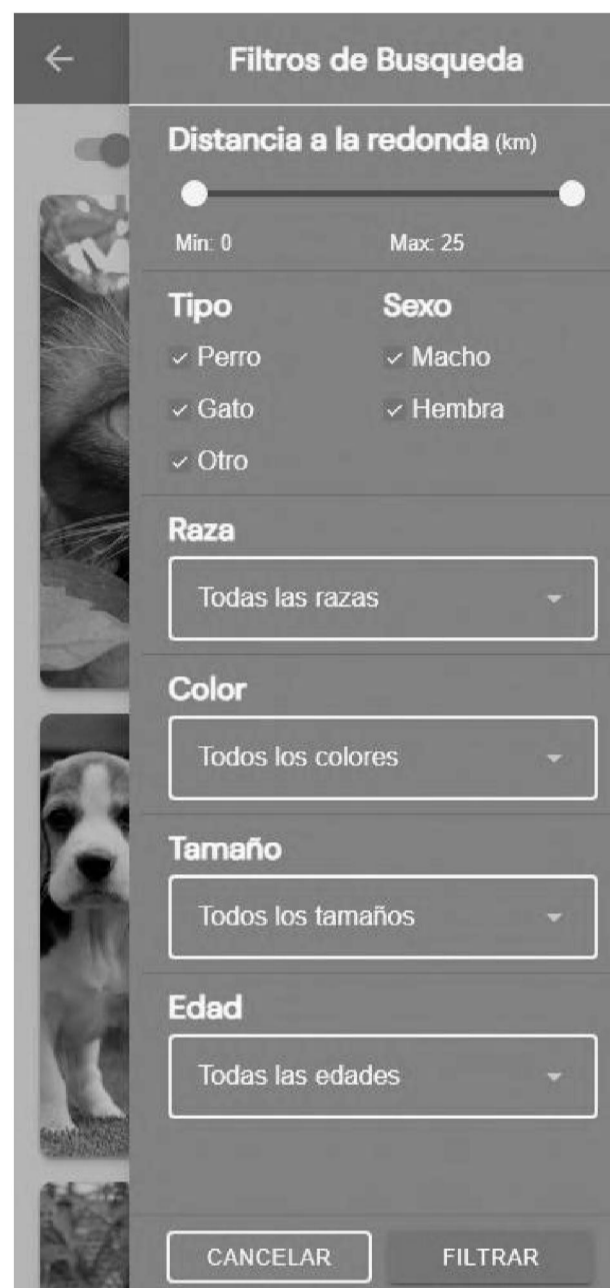 Filtros de Busqueda
Distancia a la redonda (km)
Min: 0 Max: 25
Tipo Sexo
Perro Macho
Gato Hembra
Otro
Raza
Todas las razas
Color
Todos los colores
Tamaño
Todos los tamaños
Edad
Todas las edades
CANCELAR FILTRAR